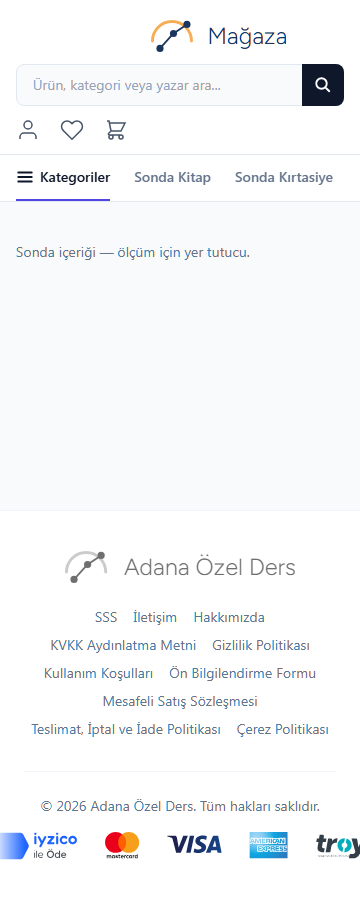 Mağaza
Ürün, kategori veya yazar ara...
Kategoriler Sonda Kitap Sonda Kırtasiye
Sonda içeriği — ölçüm için yer tutucu.
Adana Özel Ders
SSS İletişim Hakkımızda
KVKK Aydınlatma Metni Gizlilik Politikası
Kullanım Koşulları Ön Bilgilendirme Formu
Mesafeli Satış Sözleşmesi
Teslimat, İptal ve İade Politikası Çerez Politikası
© 2026 Adana Özel Ders. Tüm hakları saklıdır.
iyzico
ile Öde
mastercard
VISA
AMERICAN
EXPRESS
troy